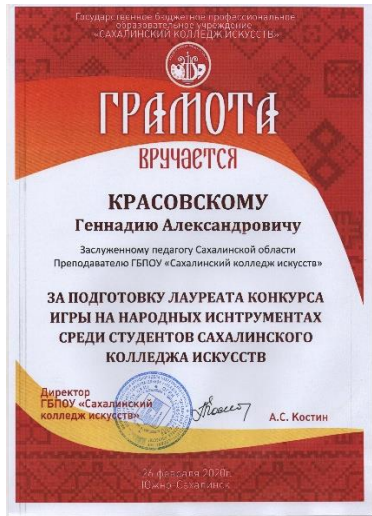 Государственное бюджетное профессиональное
образовательное учреждение
«САХАЛИНСКИЙ КОЛЛЕДЖ ИСКУССТВ»
ГРАМОТА
ВРУЧАЕТСЯ
КРАСОВСКОМУ
Геннадию Александровичу
Заслуженному педагогу Сахалинской области
Преподавателю ГБПОУ «Сахалинский колледж искусств»
ЗА ПОДГОТОВКУ ЛАУРЕАТА КОНКУРСА
ИГРЫ НА НАРОДНЫХ ИСНТРУМЕНТАХ
СРЕДИ СТУДЕНТОВ САХАЛИНСКОГО
КОЛЛЕДЖА ИСКУССТВ
Директор
ГБПОУ «Сахалинский
колледж искусств»
А.С. Костин
26 февраля 2020г.
Южно-Сахалинск